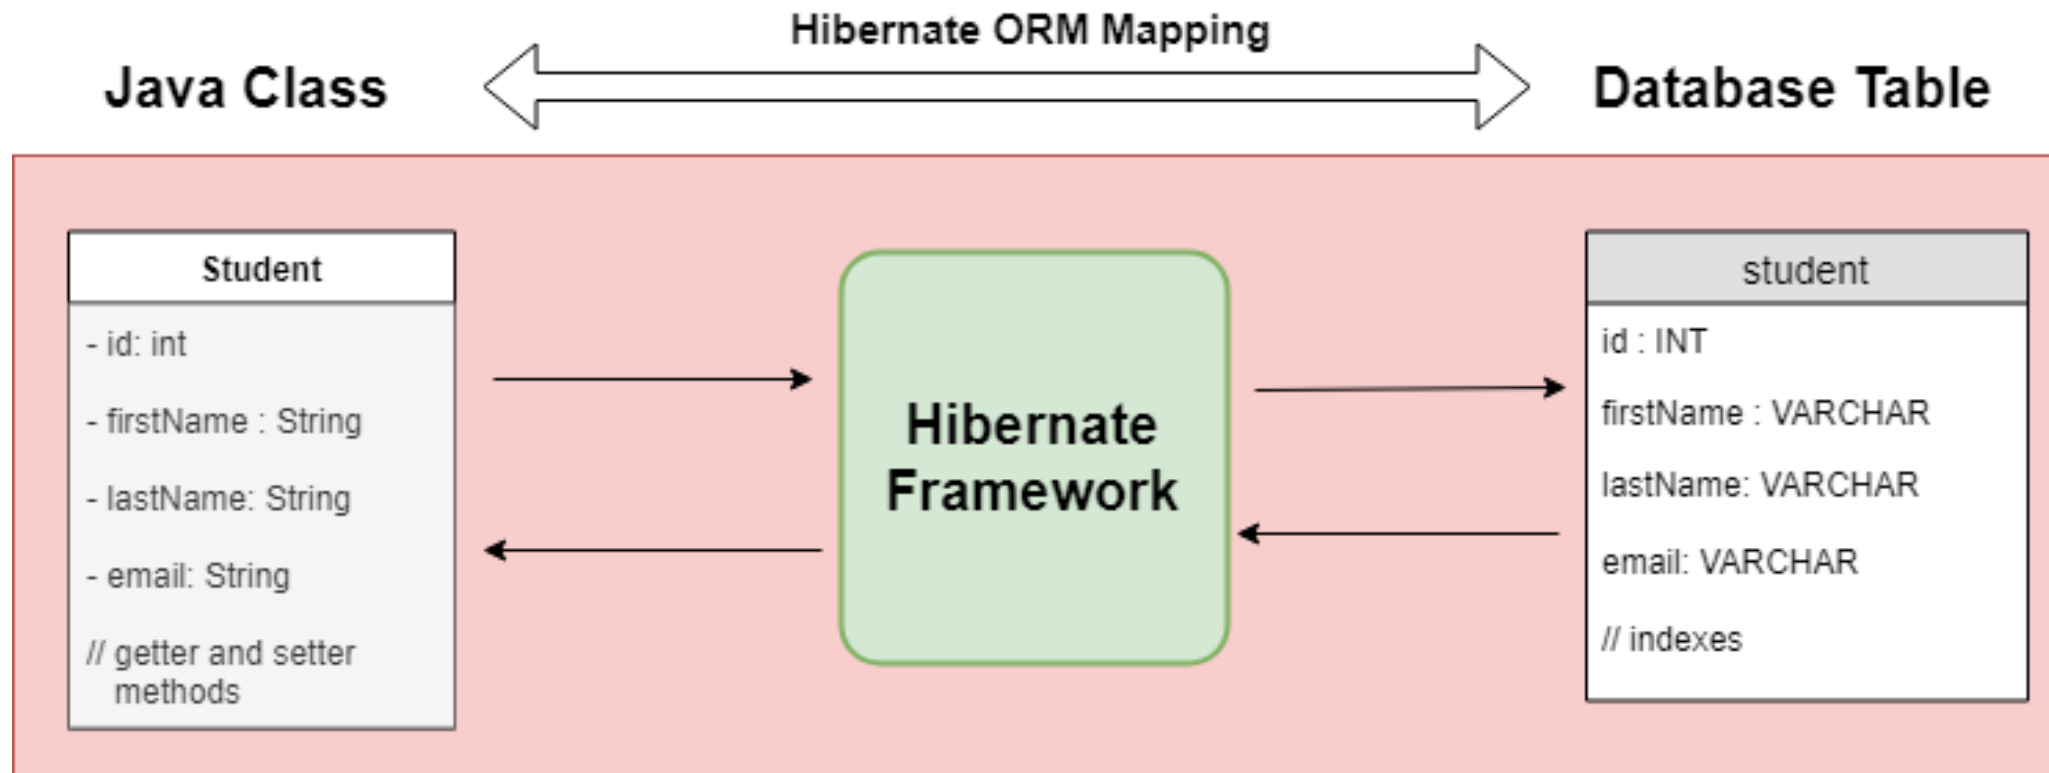 Hibernate ORM Mapping
Java Class
Database Table
Student
- id: int
- firstName : String
- lastName: String
- email: String
// getter and setter
methods
Hibernate
Framework
student
id : INT
firstName : VARCHAR
lastName: VARCHAR
email: VARCHAR
// indexes